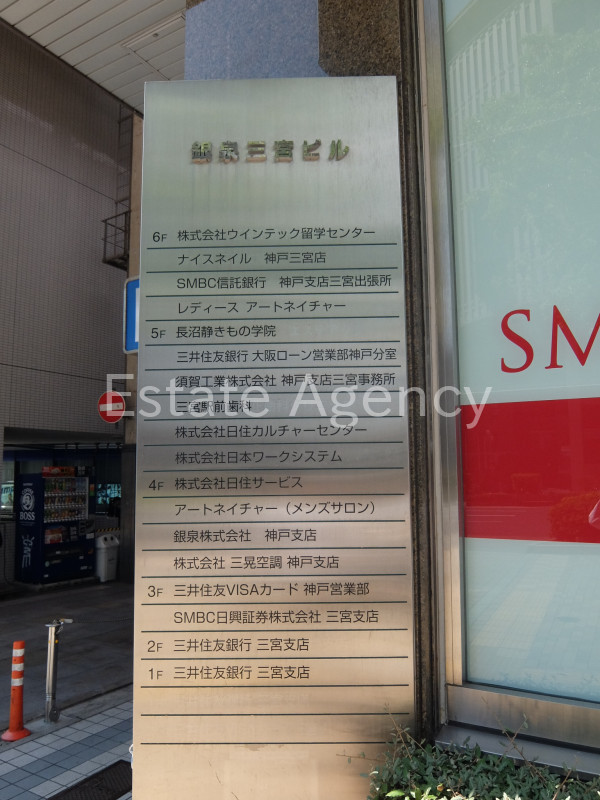 銀泉三宮ビル
6F 株式会社ウインテック留学センター
ナイスネイル 神戸三宮店
SMBC信託銀行 神戸支店三宮出張所
レディース アートネイチャー
5F 長沼静きもの学院
三井住友銀行 大阪ローン営業部神戸分室
須賀工業株式会社 神戸支店三宮事務所
三宮駅前歯科
株式会社日住カルチャーセンター
株式会社日本ワークシステム
4F 株式会社日住サービス
アートネイチャー（メンズサロン）
銀泉株式会社 神戸支店
株式会社 三晃空調 神戸支店
3F 三井住友VISAカード 神戸営業部
SMBC日興証券株式会社 三宮支店
2F 三井住友銀行 三宮支店
1F 三井住友銀行 三宮支店
Estate Agency
SM
BOSS